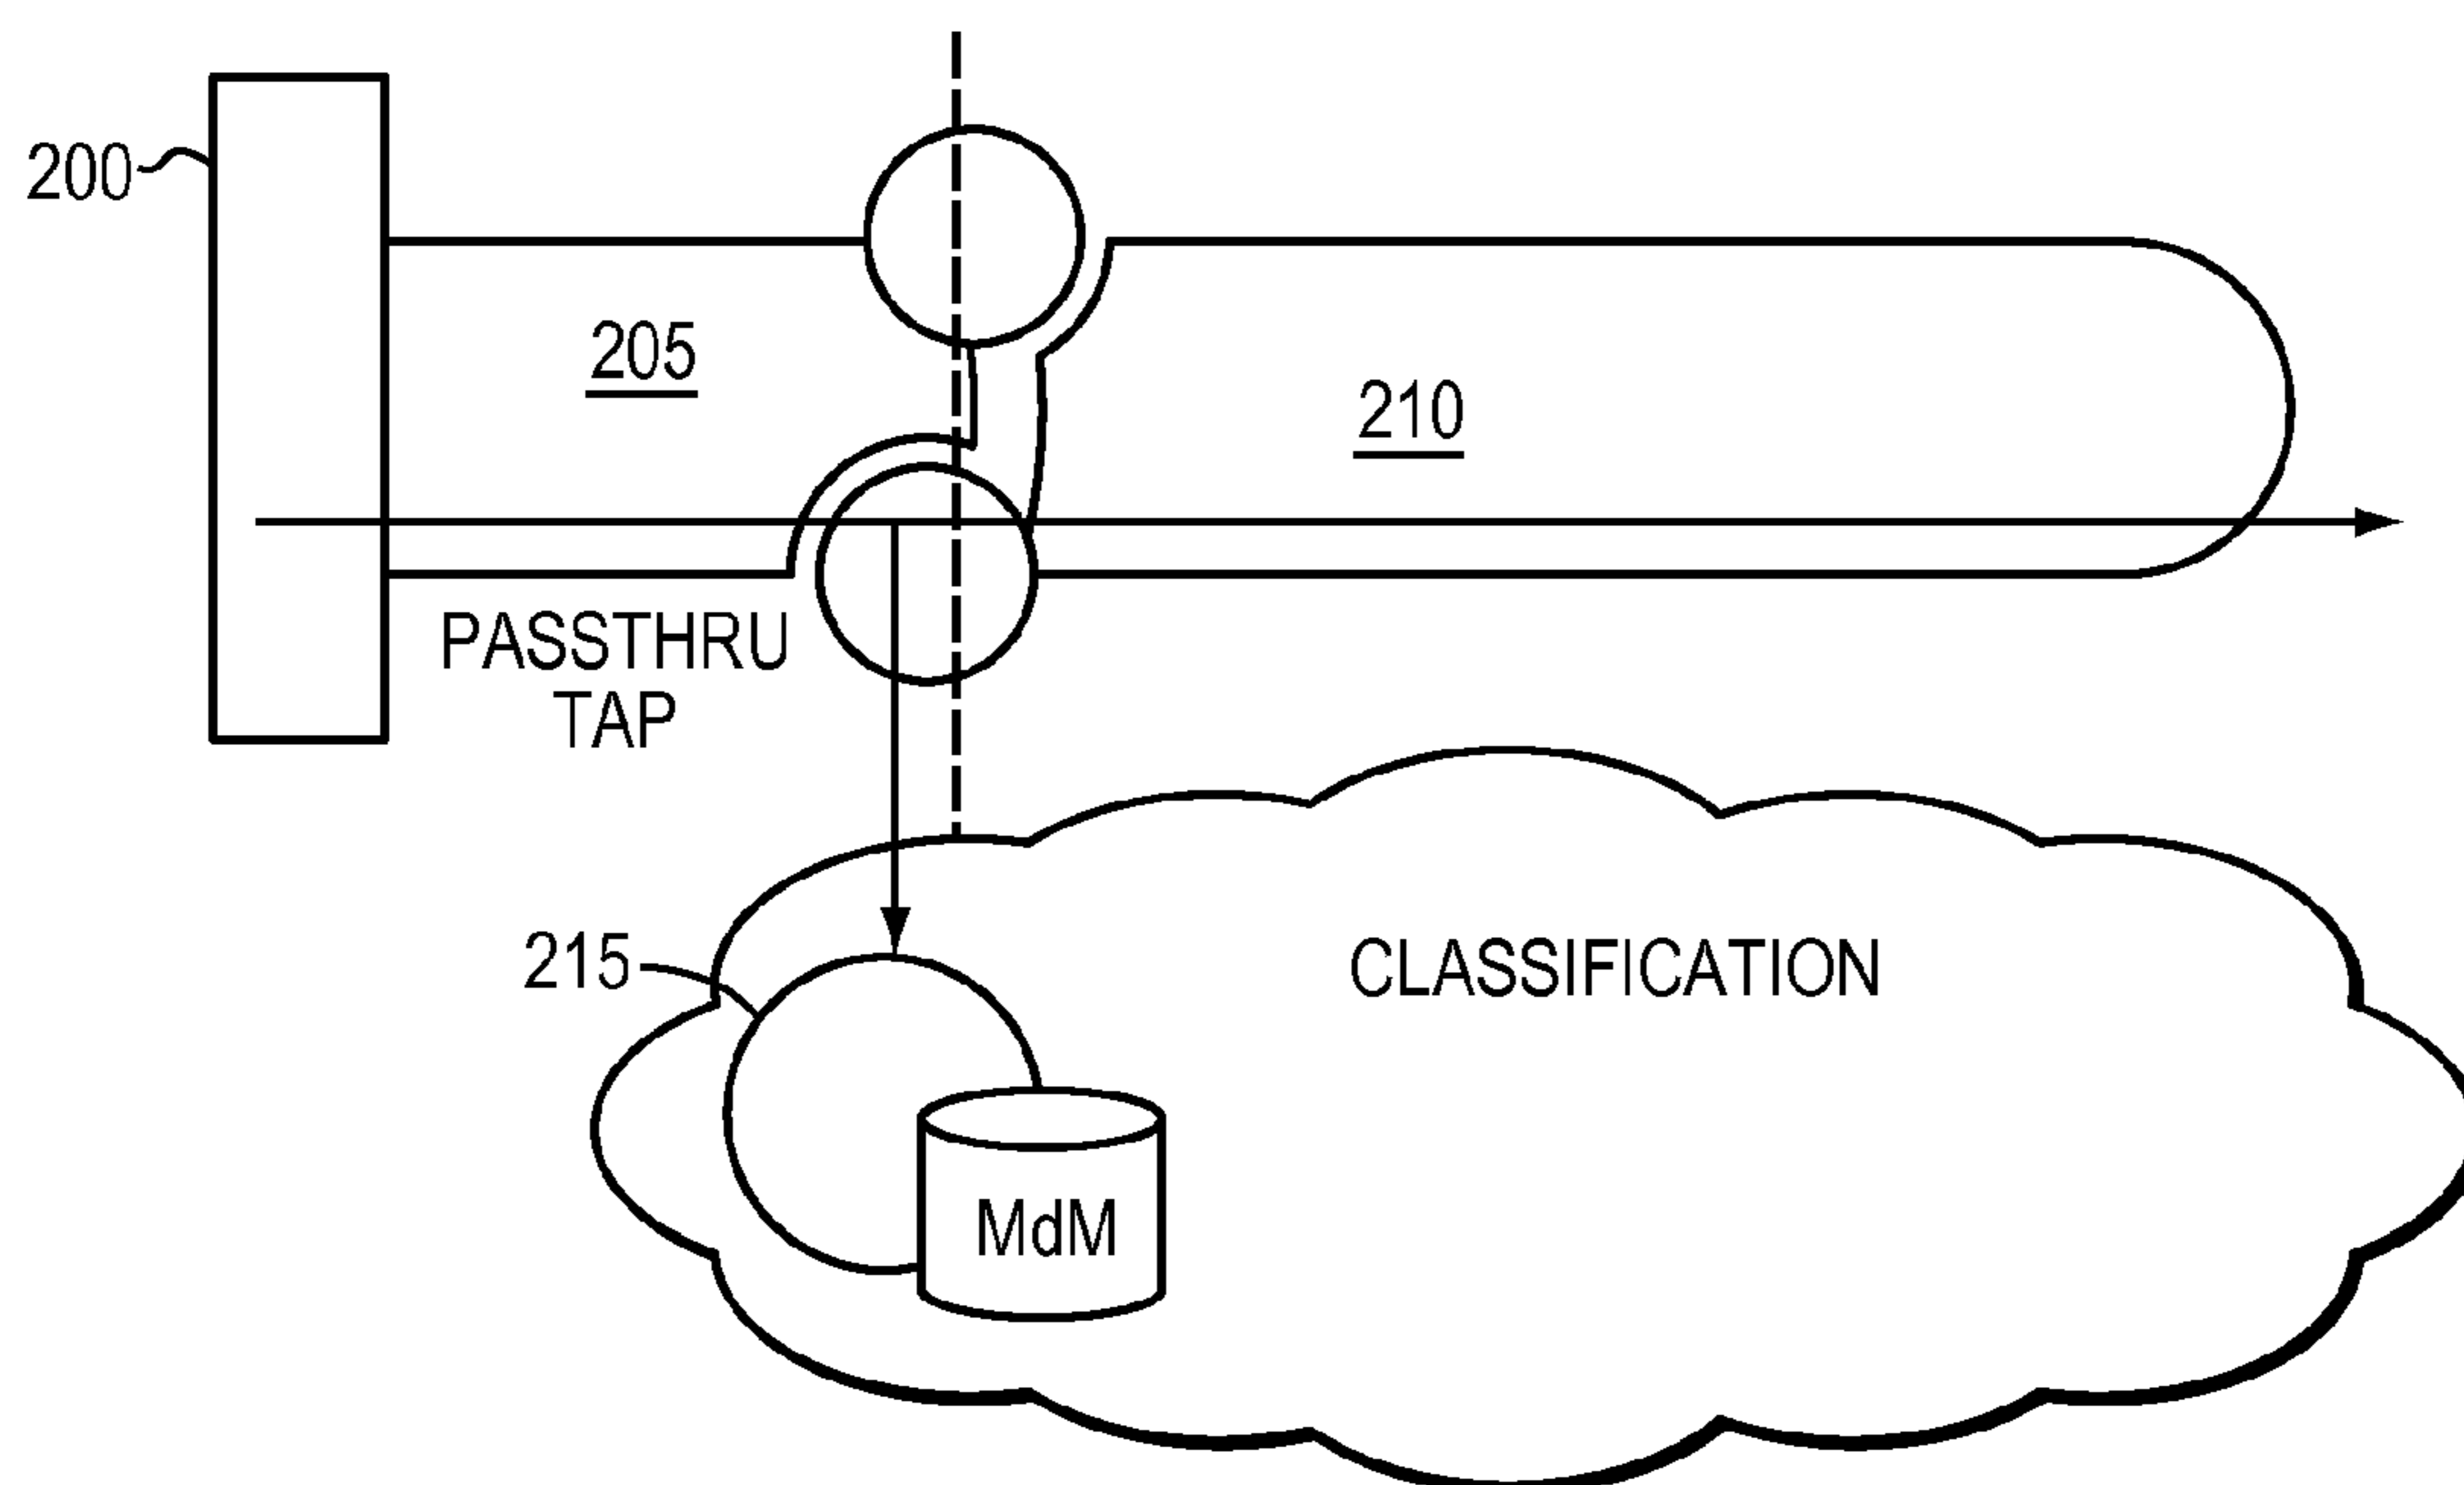 200
205
210
PASSTHRU
TAP
215
CLASSIFICATION
MdM